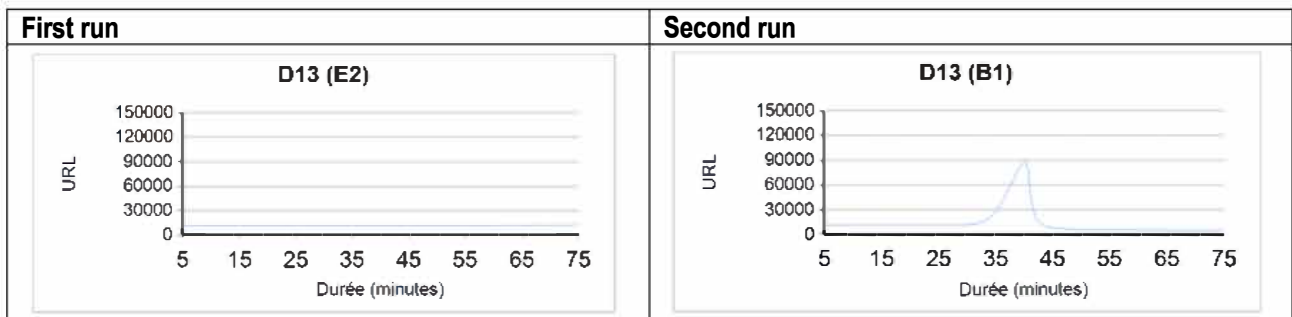 First run
Second run
D13 (E2)
150000
120000
90000
60000
30000
0
URL
5 15 25 35 45 55 65 75
Durée (minutes)
D13 (B1)
150000
120000
90000
60000
30000
0
URL
5 15 25 35 45 55 65 75
Durée (minutes)